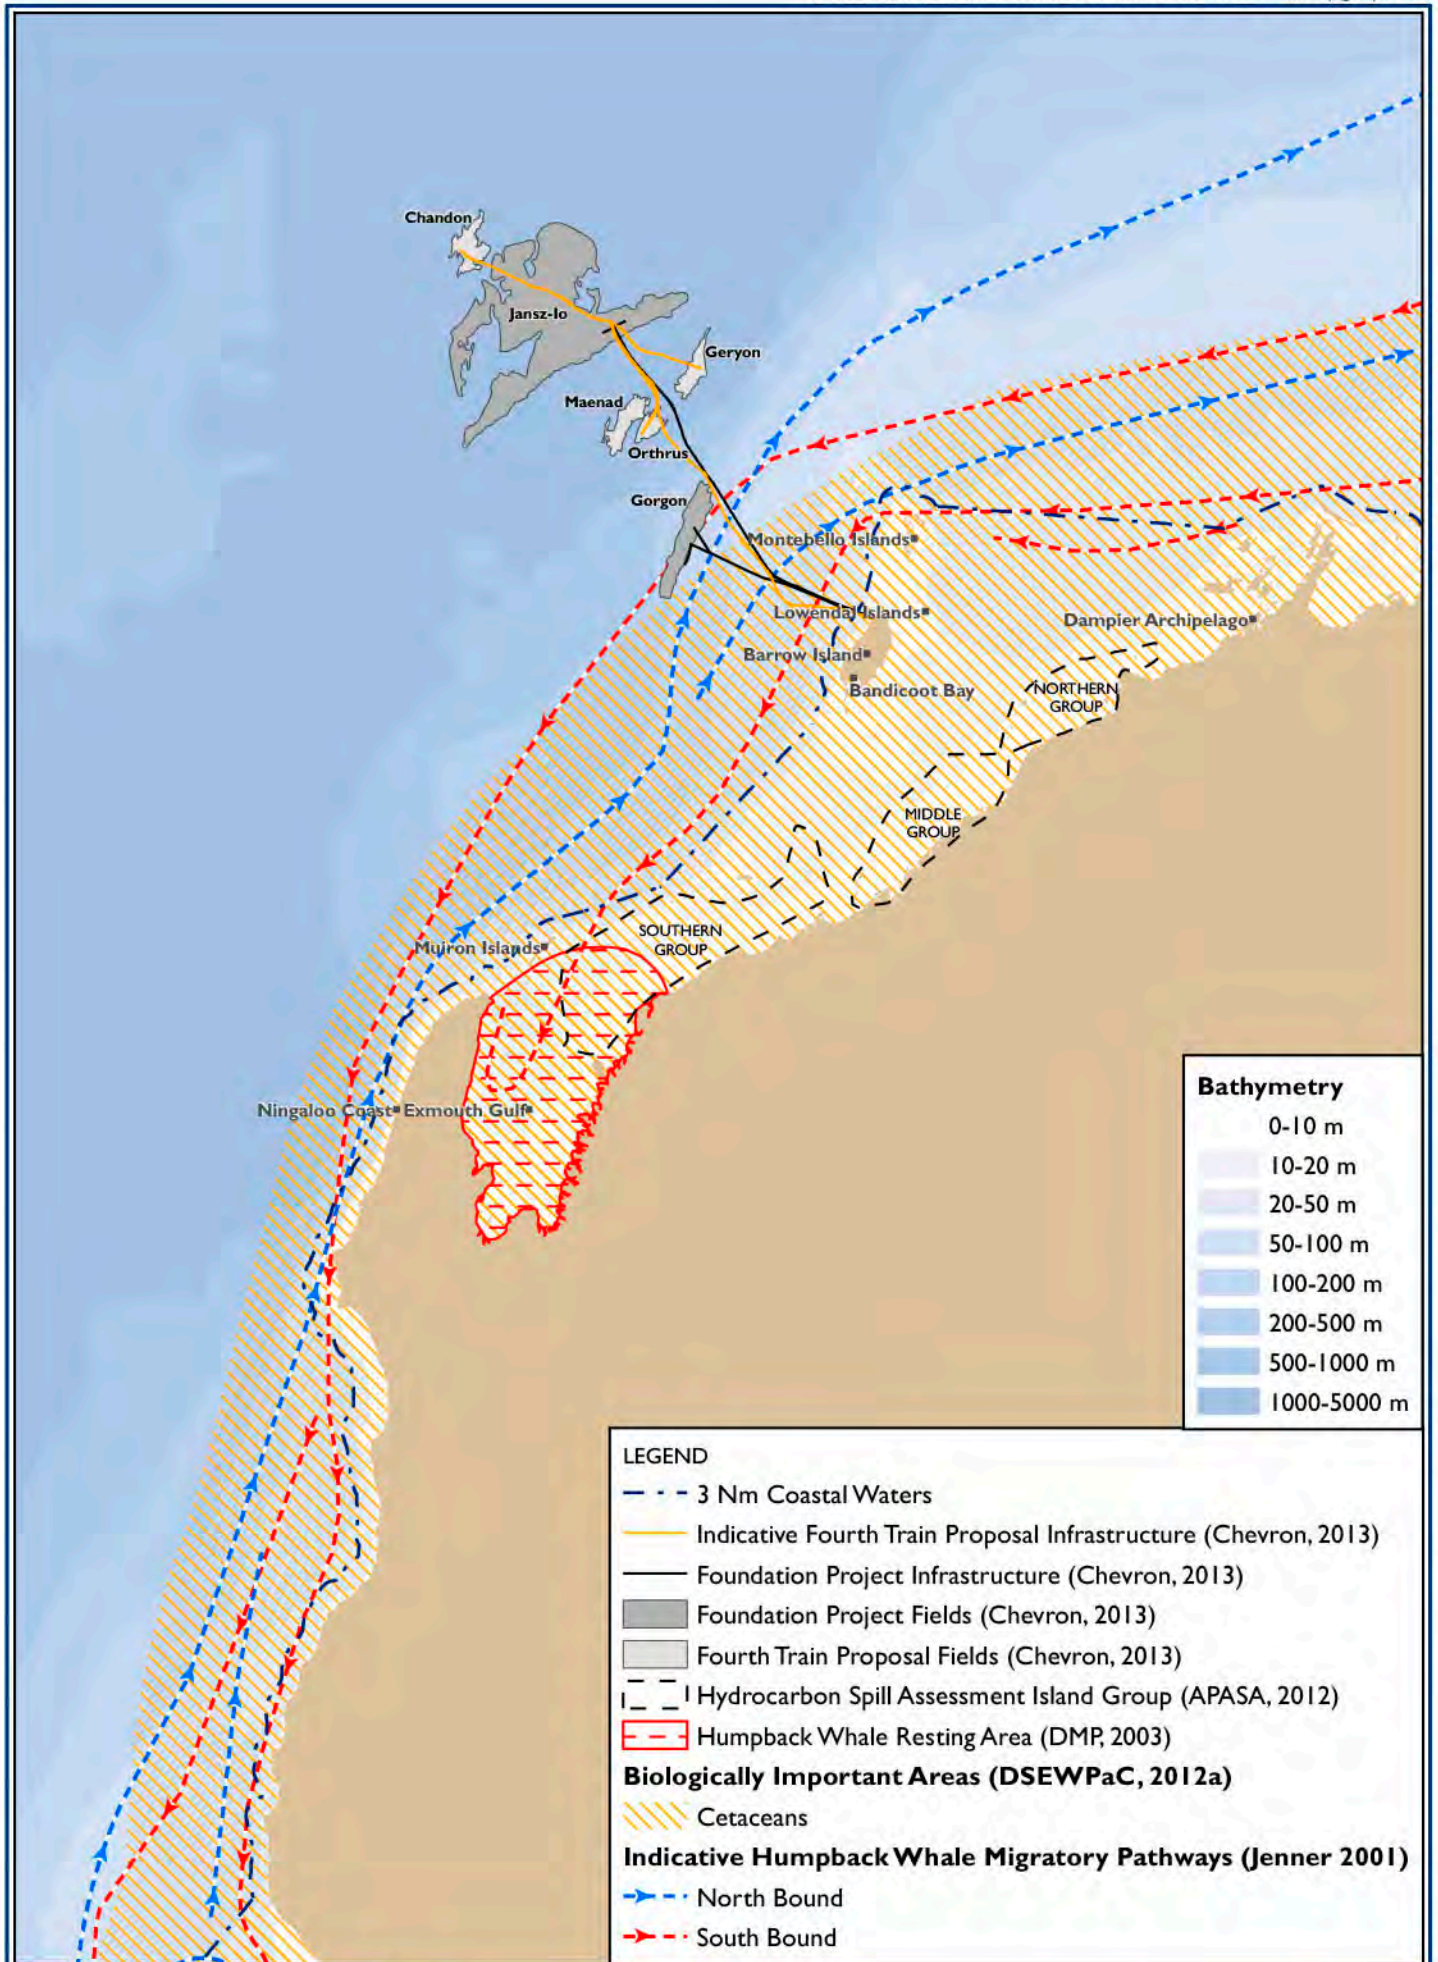 Chandon
Jansz-Io
Geryon
Maenad
Orthrus
Gorgon
Montebello Islands
Lowendal Islands
Dampier Archipelago
Barrow Island
Bandicoot Bay
NORTHERN
GROUP
MIDDLE
GROUP
SOUTHERN
GROUP
Muiron Islands
Ningaloo Coast
Exmouth Gulf
Bathymetry
0-10 m
10-20 m
20-50 m
50-100 m
100-200 m
200-500 m
500-1000 m
1000-5000 m
LEGEND
3 Nm Coastal Waters
Indicative Fourth Train Proposal Infrastructure (Chevron, 2013)
Foundation Project Infrastructure (Chevron, 2013)
Foundation Project Fields (Chevron, 2013)
Fourth Train Proposal Fields (Chevron, 2013)
Hydrocarbon Spill Assessment Island Group (APASA, 2012)
Humpback Whale Resting Area (DMP, 2003)
Biologically Important Areas (DSEWPaC, 2012a)
Cetaceans
Indicative Humpback Whale Migratory Pathways (Jenner 2001)
North Bound
South Bound